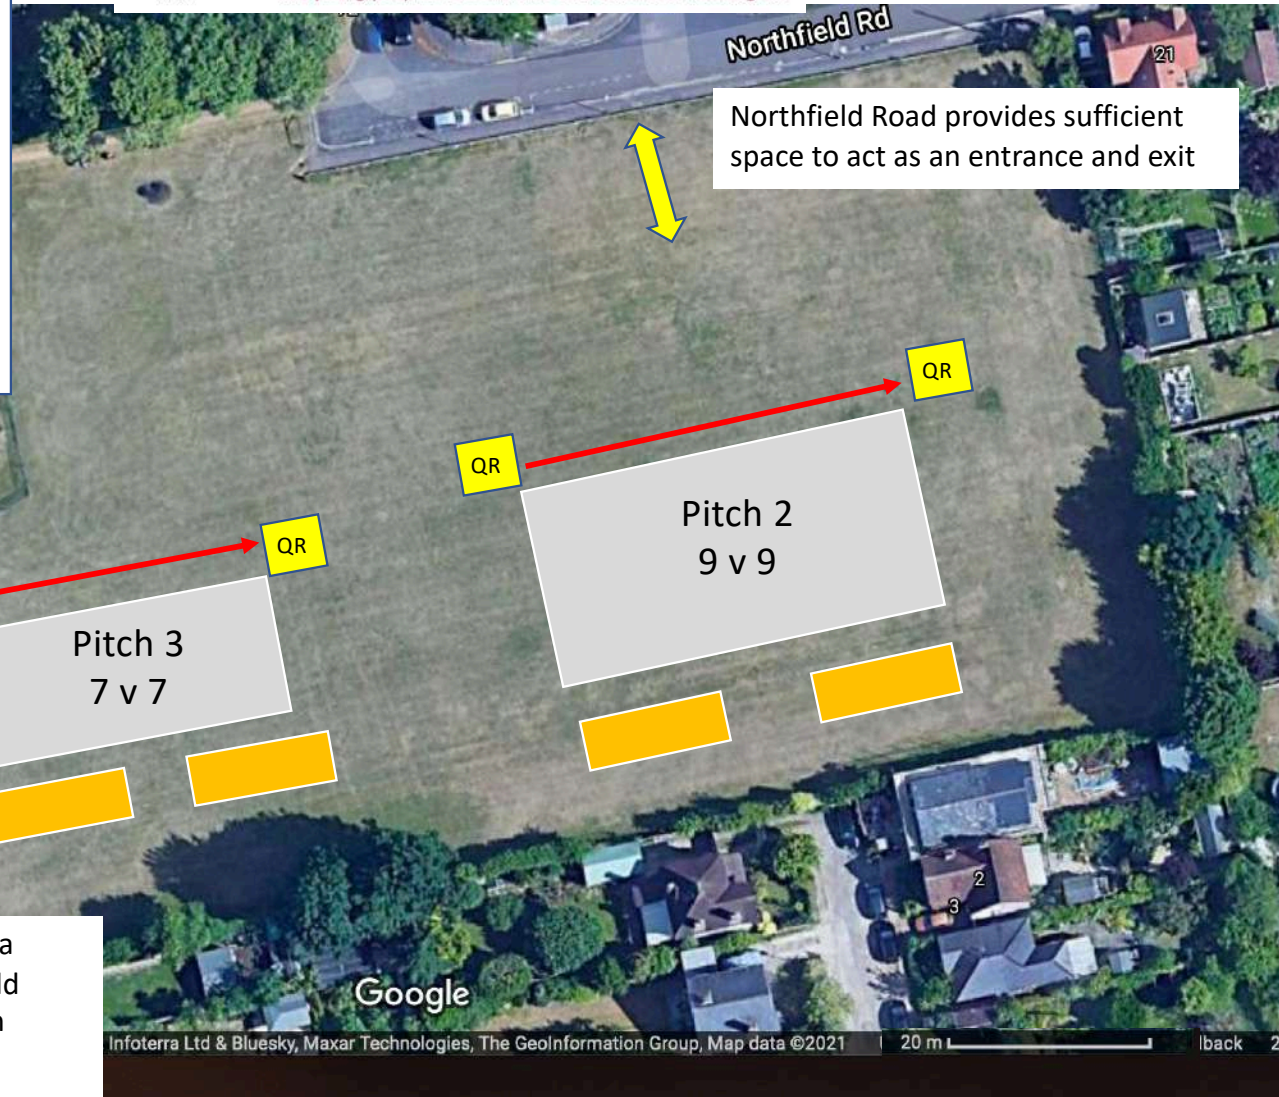 Northfield Rd
21
Northfield Road provides sufficient
space to act as an entrance and exit
QR
QR
Pitch 2
9 v 9
QR
Pitch 3
7 v 7
2
3
a
Google
Infoterra Ltd & Bluesky, Maxar Technologies, The GeoInformation Group, Map data ©2021
20 m